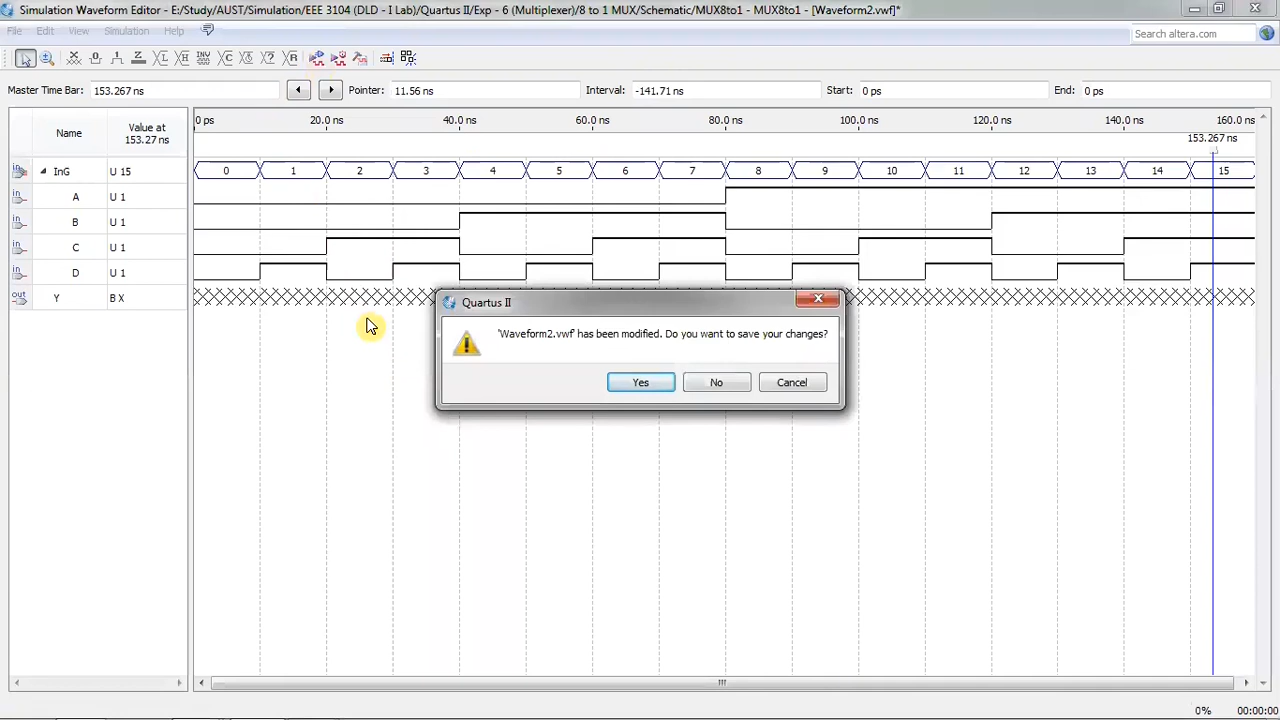 Simulation Waveform Editor - E:/Study/AUST/Simulation/EEE 3104 (DLD - I Lab)/Quartus II/Exp - 6 (Multiplexer)/8 to 1 MUX/Schematic/MUX8to1 - MUX8to1 - [Waveform2.vwf]*
File Edit View Simulation Help Search altera.com
Master Time Bar: 153.267 ns Pointer: 11.56 ns Interval: -141.71 ns Start: 0 ps End: 0 ps
Name Value at 153.27 ns 0 ps 20.0 ns 40.0 ns 60.0 ns 80.0 ns 100.0 ns 120.0 ns 140.0 ns 160.0 ns
153.267 ns
InG U 15 0 1 2 3 4 5 6 7 8 9 10 11 12 13 14 15
A U 1
B U 1
C U 1
D U 1
Y B X
Quartus II
'Waveform2.vwf' has been modified. Do you want to save your changes?
Yes No Cancel
0% 00:00:00